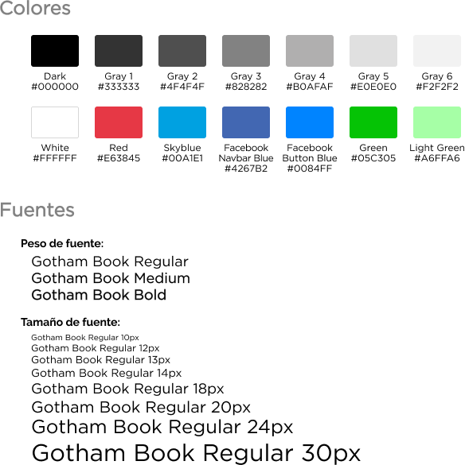 Colores
Dark Gray 1 Gray 2 Gray 3 Gray 4 Gray 5 Gray 6
#000000 #333333 #4F4F4F #828282 #B0AFAF #E0E0E0 #F2F2F2
White Red Skyblue Facebook Facebook Green Light Green
#FFFFFF #E63845 #00A1E1 Navbar Blue Button Blue #05C305 #A6FFA6
#4267B2 #0084FF
Fuentes
Peso de fuente:
Gotham Book Regular
Gotham Book Medium
Gotham Book Bold
Tamaño de fuente:
Gotham Book Regular 10px
Gotham Book Regular 12px
Gotham Book Regular 13px
Gotham Book Regular 14px
Gotham Book Regular 18px
Gotham Book Regular 20px
Gotham Book Regular 24px
Gotham Book Regular 30px